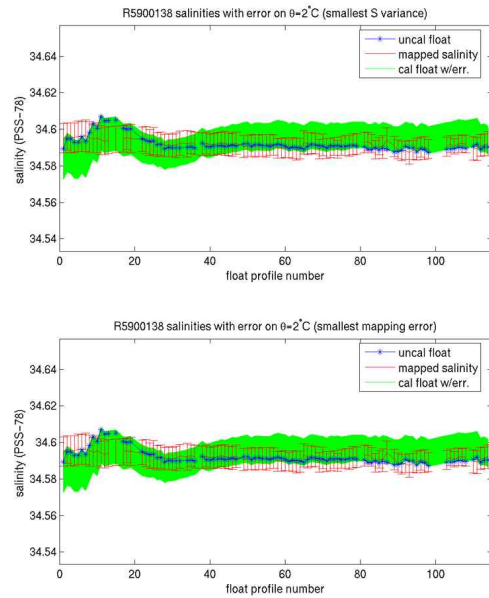 R5900138 salinities with error on θ=2°C (smallest S variance)
uncal float
mapped salinity
cal float w/err.
34.64
34.62
34.6
34.58
34.56
34.54
salinity (PSS-78)
0 20 40 60 80 100
float profile number
R5900138 salinities with error on θ=2°C (smallest mapping error)
uncal float
mapped salinity
cal float w/err.
34.64
34.62
34.6
34.58
34.56
34.54
salinity (PSS-78)
0 20 40 60 80 100
float profile number